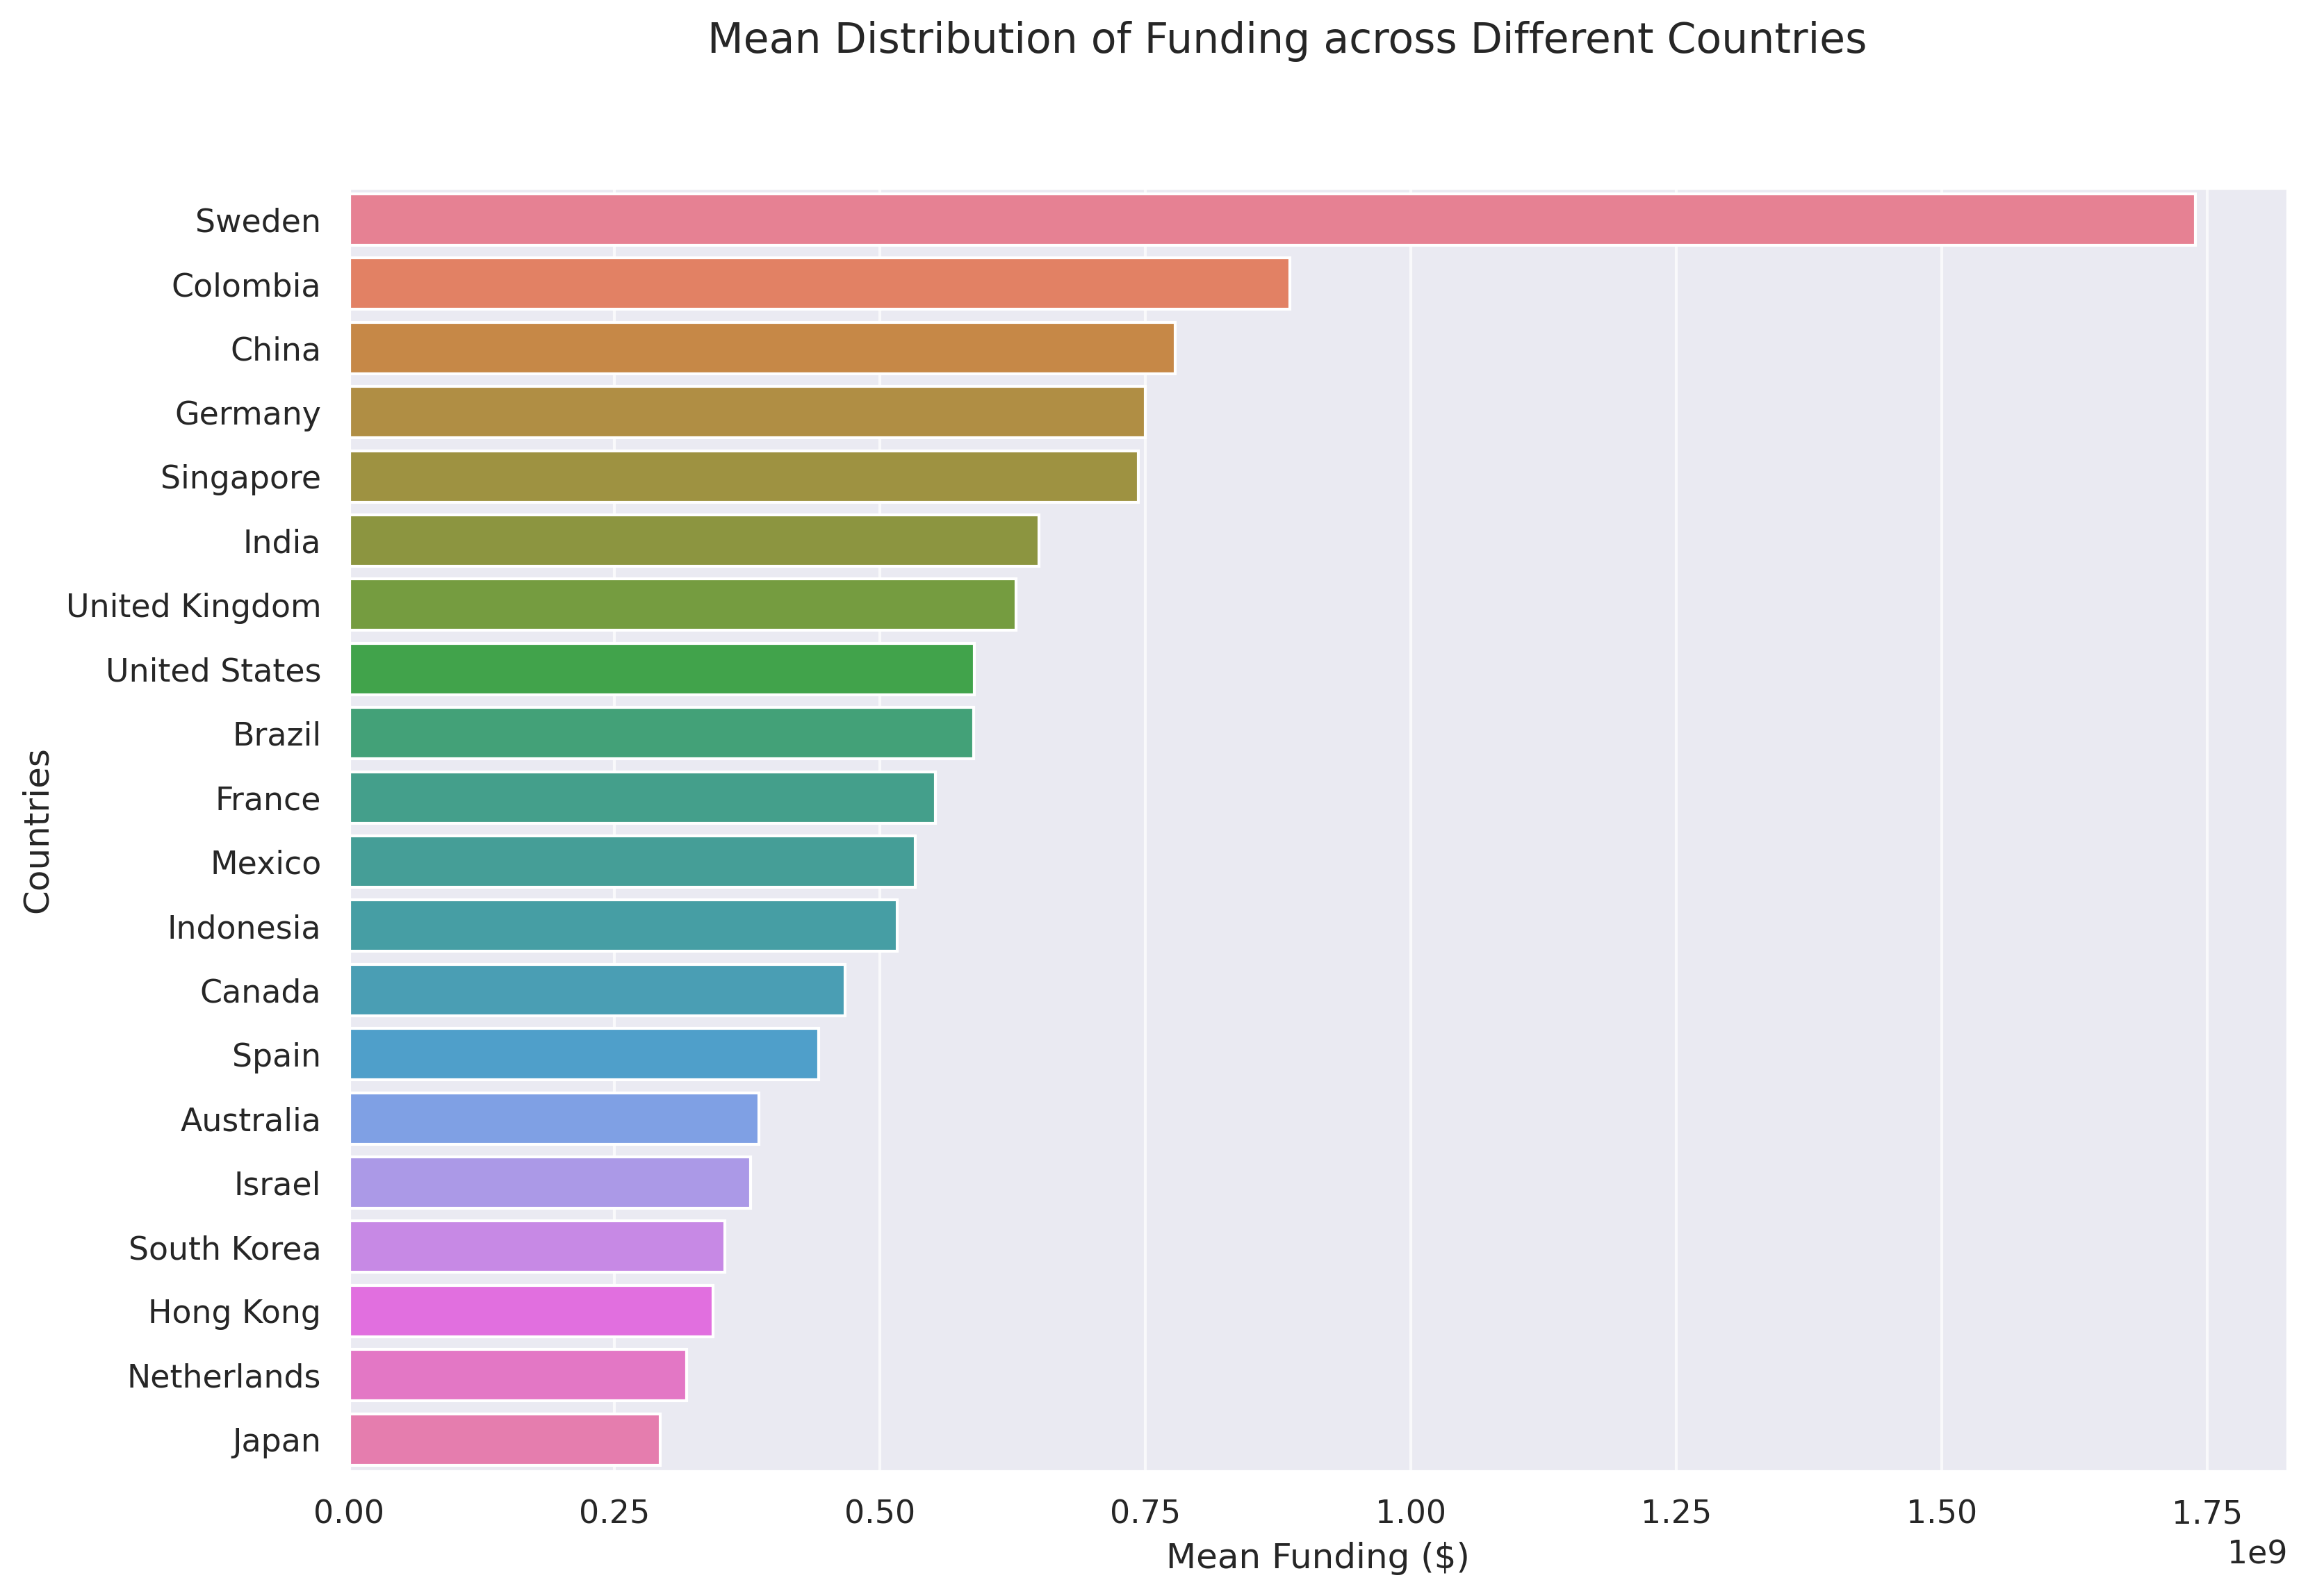 Mean Distribution of Funding across Different Countries
Sweden
Colombia
China
Germany
Singapore
India
United Kingdom
United States
Brazil
France
Mexico
Indonesia
Canada
Spain
Australia
Israel
South Korea
Hong Kong
Netherlands
Japan
Countries
0.00 0.25 0.50 0.75 1.00 1.25 1.50 1.75
Mean Funding ($)
1e9